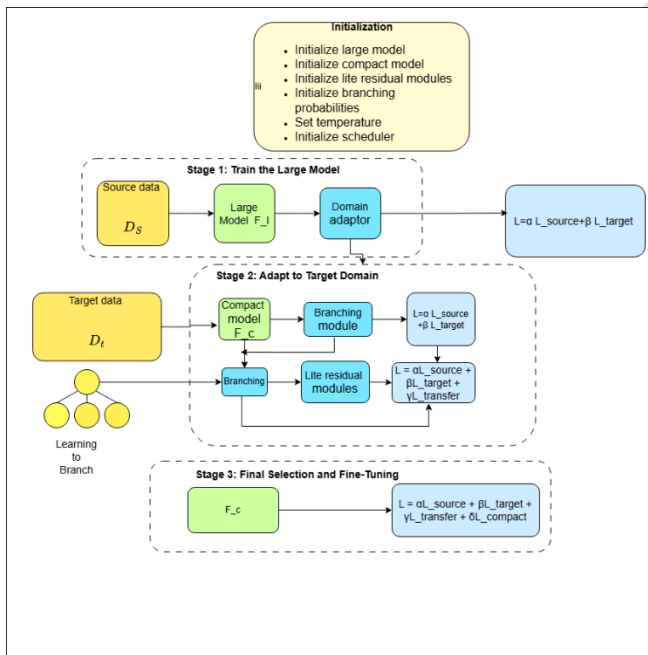 Initialization
Initialize large model
Initialize compact model
Initialize lite residual modules
lii
Initialize branching
probabilities
Set temperature
Initialize scheduler
Stage 1: Train the Large Model
Source data
D_S
Large
Model F_l
Domain
adaptor
L=α L_source+β L_target
Stage 2: Adapt to Target Domain
Target data
D_t
Compact
model
F_c
Branching
module
L=α L_source
+β L_target
Branching
Lite residual
modules
L = αL_source +
βL_target +
γL_transfer
Learning
to
Branch
Stage 3: Final Selection and Fine-Tuning
F_c
L = αL_source + βL_target +
γL_transfer + δL_compact